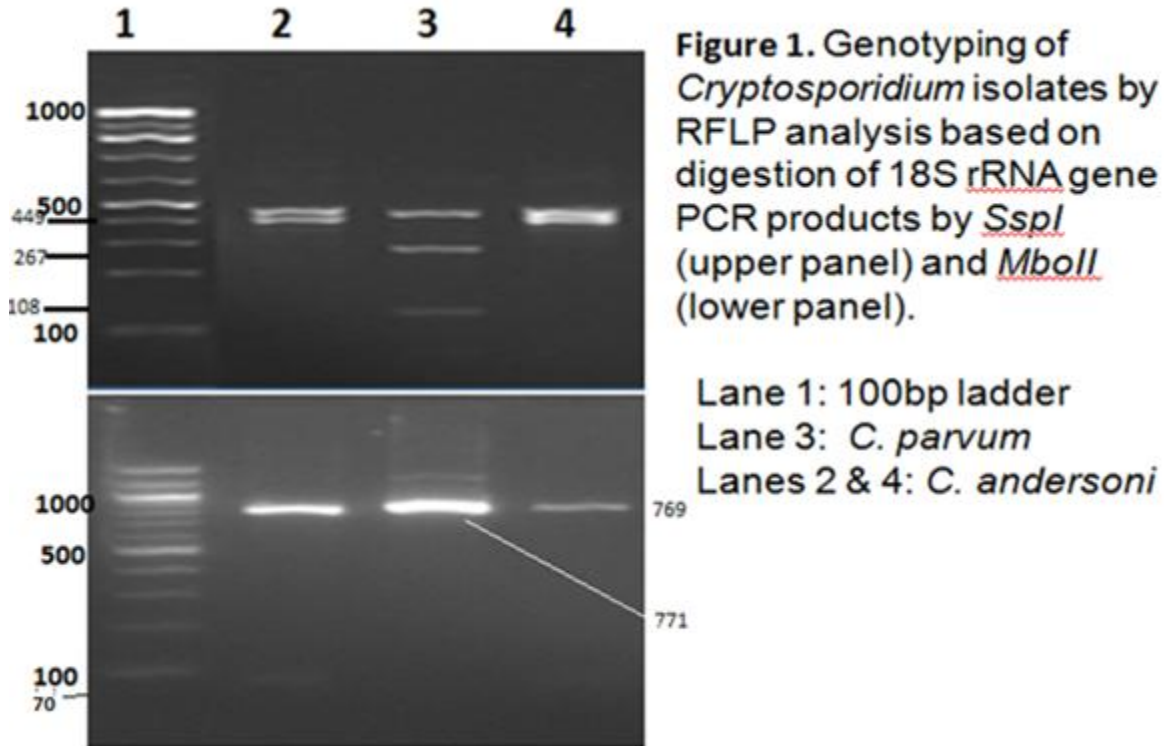 1 2 3 4
1000
500
449
267
108
100
1000
500
100
70
769
771
Figure 1. Genotyping of
Cryptosporidium isolates by
RFLP analysis based on
digestion of 18S rRNA gene
PCR products by SspI
(upper panel) and MboII
(lower panel).
Lane 1: 100bp ladder
Lane 3: C. parvum
Lanes 2 & 4: C. andersoni